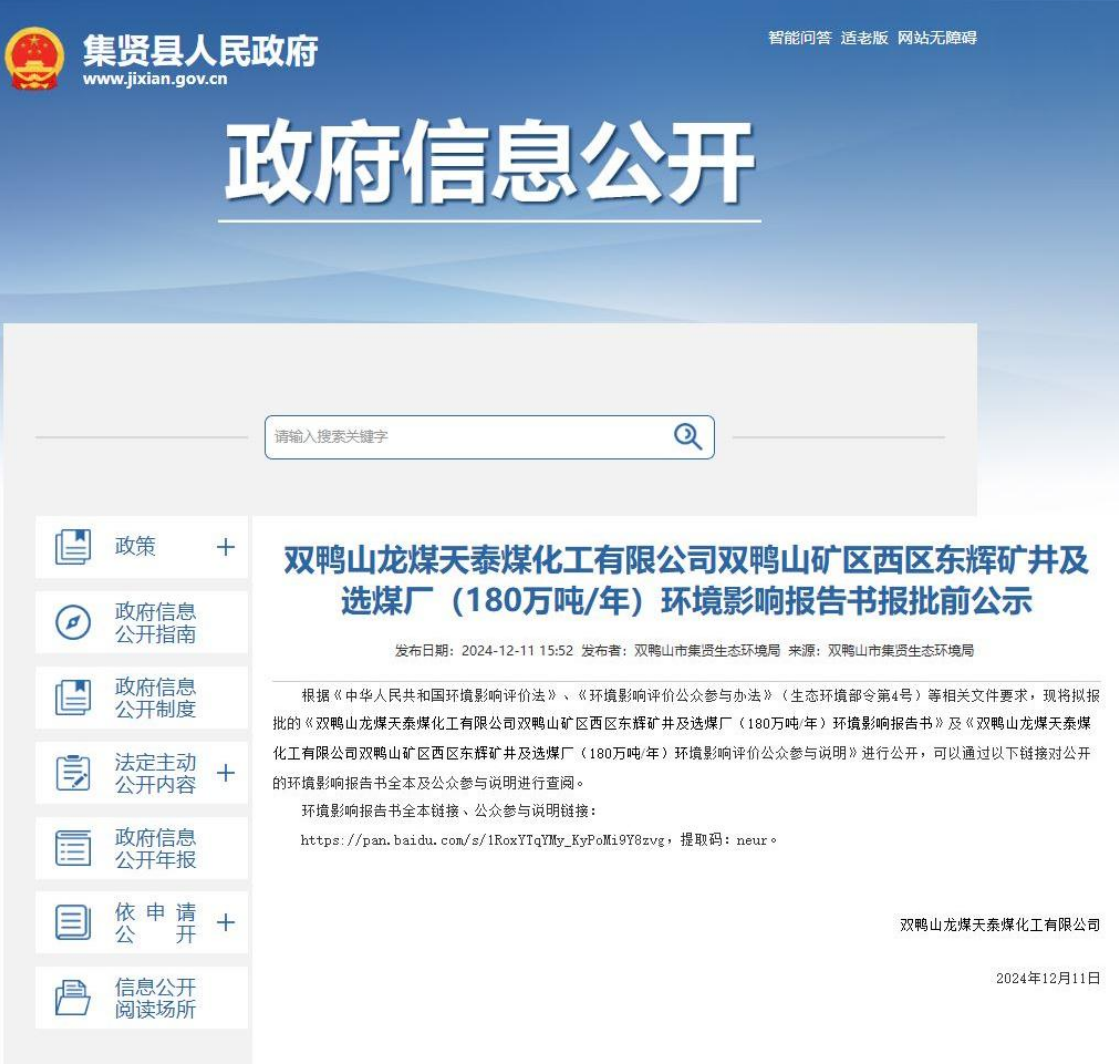 集贤县人民政府
www.jixian.gov.cn
智能问答 适老版 网站无障碍
政府信息公开
请输入搜索关键字
政策
政府信息
公开指南
政府信息
公开制度
法定主动
公开内容
政府信息
公开年报
依申请
公开
信息公开
阅读场所
双鸭山龙煤天泰煤化工有限公司双鸭山矿区西区东辉矿井及
选煤厂（180万吨/年）环境影响报告书报批前公示
发布日期：2024-12-11 15:52 发布者：双鸭山市集贤生态环境局 来源：双鸭山市集贤生态环境局
根据《中华人民共和国环境影响评价法》、《环境影响评价公众参与办法》（生态环境部令第4号）等相关文件要求，现将拟报
批的《双鸭山龙煤天泰煤化工有限公司双鸭山矿区西区东辉矿井及选煤厂（180万吨/年）环境影响报告书》及《双鸭山龙煤天泰煤
化工有限公司双鸭山矿区西区东辉矿井及选煤厂（180万吨/年）环境影响评价公众参与说明》进行公开，可以通过以下链接对公开
的环境影响报告书全本及公众参与说明进行查阅。
环境影响报告书全本链接、公众参与说明链接：
https://pan.baidu.com/s/1RoxYTqYMy_KyPoMi9Y8zvg，提取码：neur。
双鸭山龙煤天泰煤化工有限公司
2024年12月11日